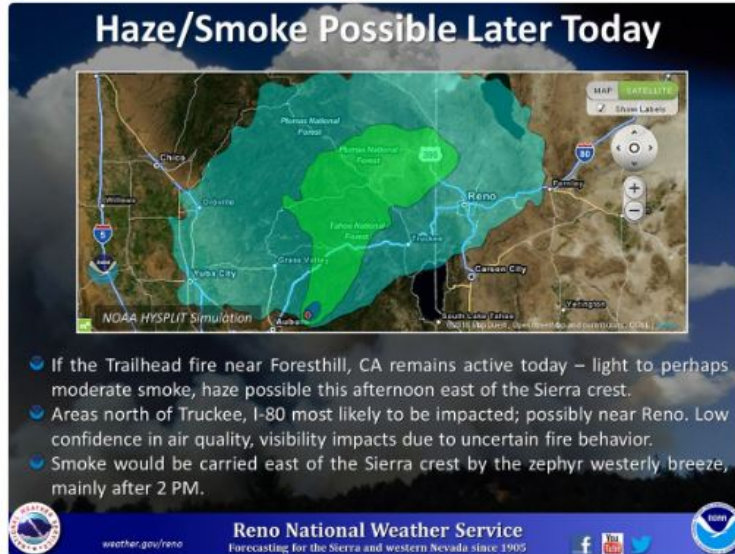 Haze/Smoke Possible Later Today
MAP SATELLITE
Show Labels
Plumas National
Forest
Plumas National
Forest
395
80
Chico
Willows
Oroville
Reno
Fernley
Tahoe National
Forest
5
Truckee
Grass Valley
Yuba City
Carson City
Yerington
NOAA HYSPLIT Simulation
Auburn
South Lake Tahoe
If the Trailhead fire near Foresthill, CA remains active today – light to perhaps
moderate smoke, haze possible this afternoon east of the Sierra crest.
Areas north of Truckee, I-80 most likely to be impacted; possibly near Reno. Low
confidence in air quality, visibility impacts due to uncertain fire behavior.
Smoke would be carried east of the Sierra crest by the zephyr westerly breeze,
mainly after 2 PM.
weather.gov/reno
Reno National Weather Service
Forecasting for the Sierra and western Nevada since 1905
f
You
Tube
NOAA